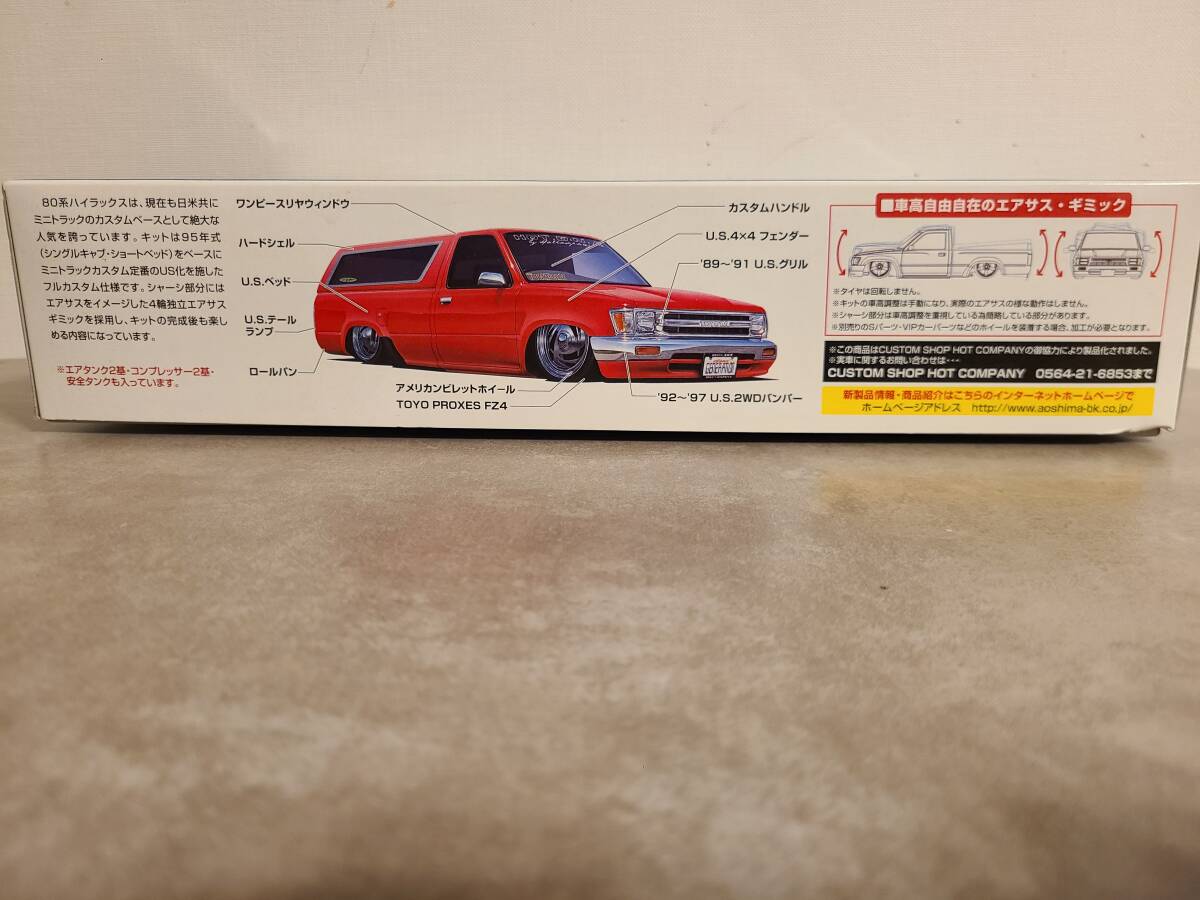 80系ハイラックスは、現在も日米共に
ミニトラックのカスタムベースとして絶大な
人気を誇っています。キットは95年式
(シングルキャブ・ショートベッド)をベースに
ミニトラックカスタム定番のUS化を施した
フルカスタム仕様です。シャーシ部分には
エアサスをイメージした4輪独立エアサス
ギミックを採用し、キットの完成後も楽し
める内容になっています。
※エアタンク2基・コンプレッサー2基・
安全タンクも入っています。
ワンピースリヤウィンドウ
ハードシェル
U.S.ベッド
U.S.テール
ランプ
ロールパン
アメリカンビレットホイール
TOYO PROXES FZ4
カスタムハンドル
U.S.4×4 フェンダー
'89〜'91 U.S.グリル
'92〜'97 U.S.2WDバンパー
■車高自由自在のエアサス・ギミック
※タイヤは回転しません。
※キットの車高調整は手動になり、実際のエアサスの様な動作はしません。
※シャーシ部分は車高調整を重視している為簡略している部分があります。
※別売りのSパーツ・VIPカーパーツなどのホイールを装着する場合、加工が必要となります。
※この商品はCUSTOM SHOP HOT COMPANYの御協力により製品化されました。
※実車に関するお問い合わせは・・・
CUSTOM SHOP HOT COMPANY 0564-21-6853まで
新製品情報・商品紹介はこちらのインターネットホームページで
ホームページアドレス http://www.aoshima-bk.co.jp/